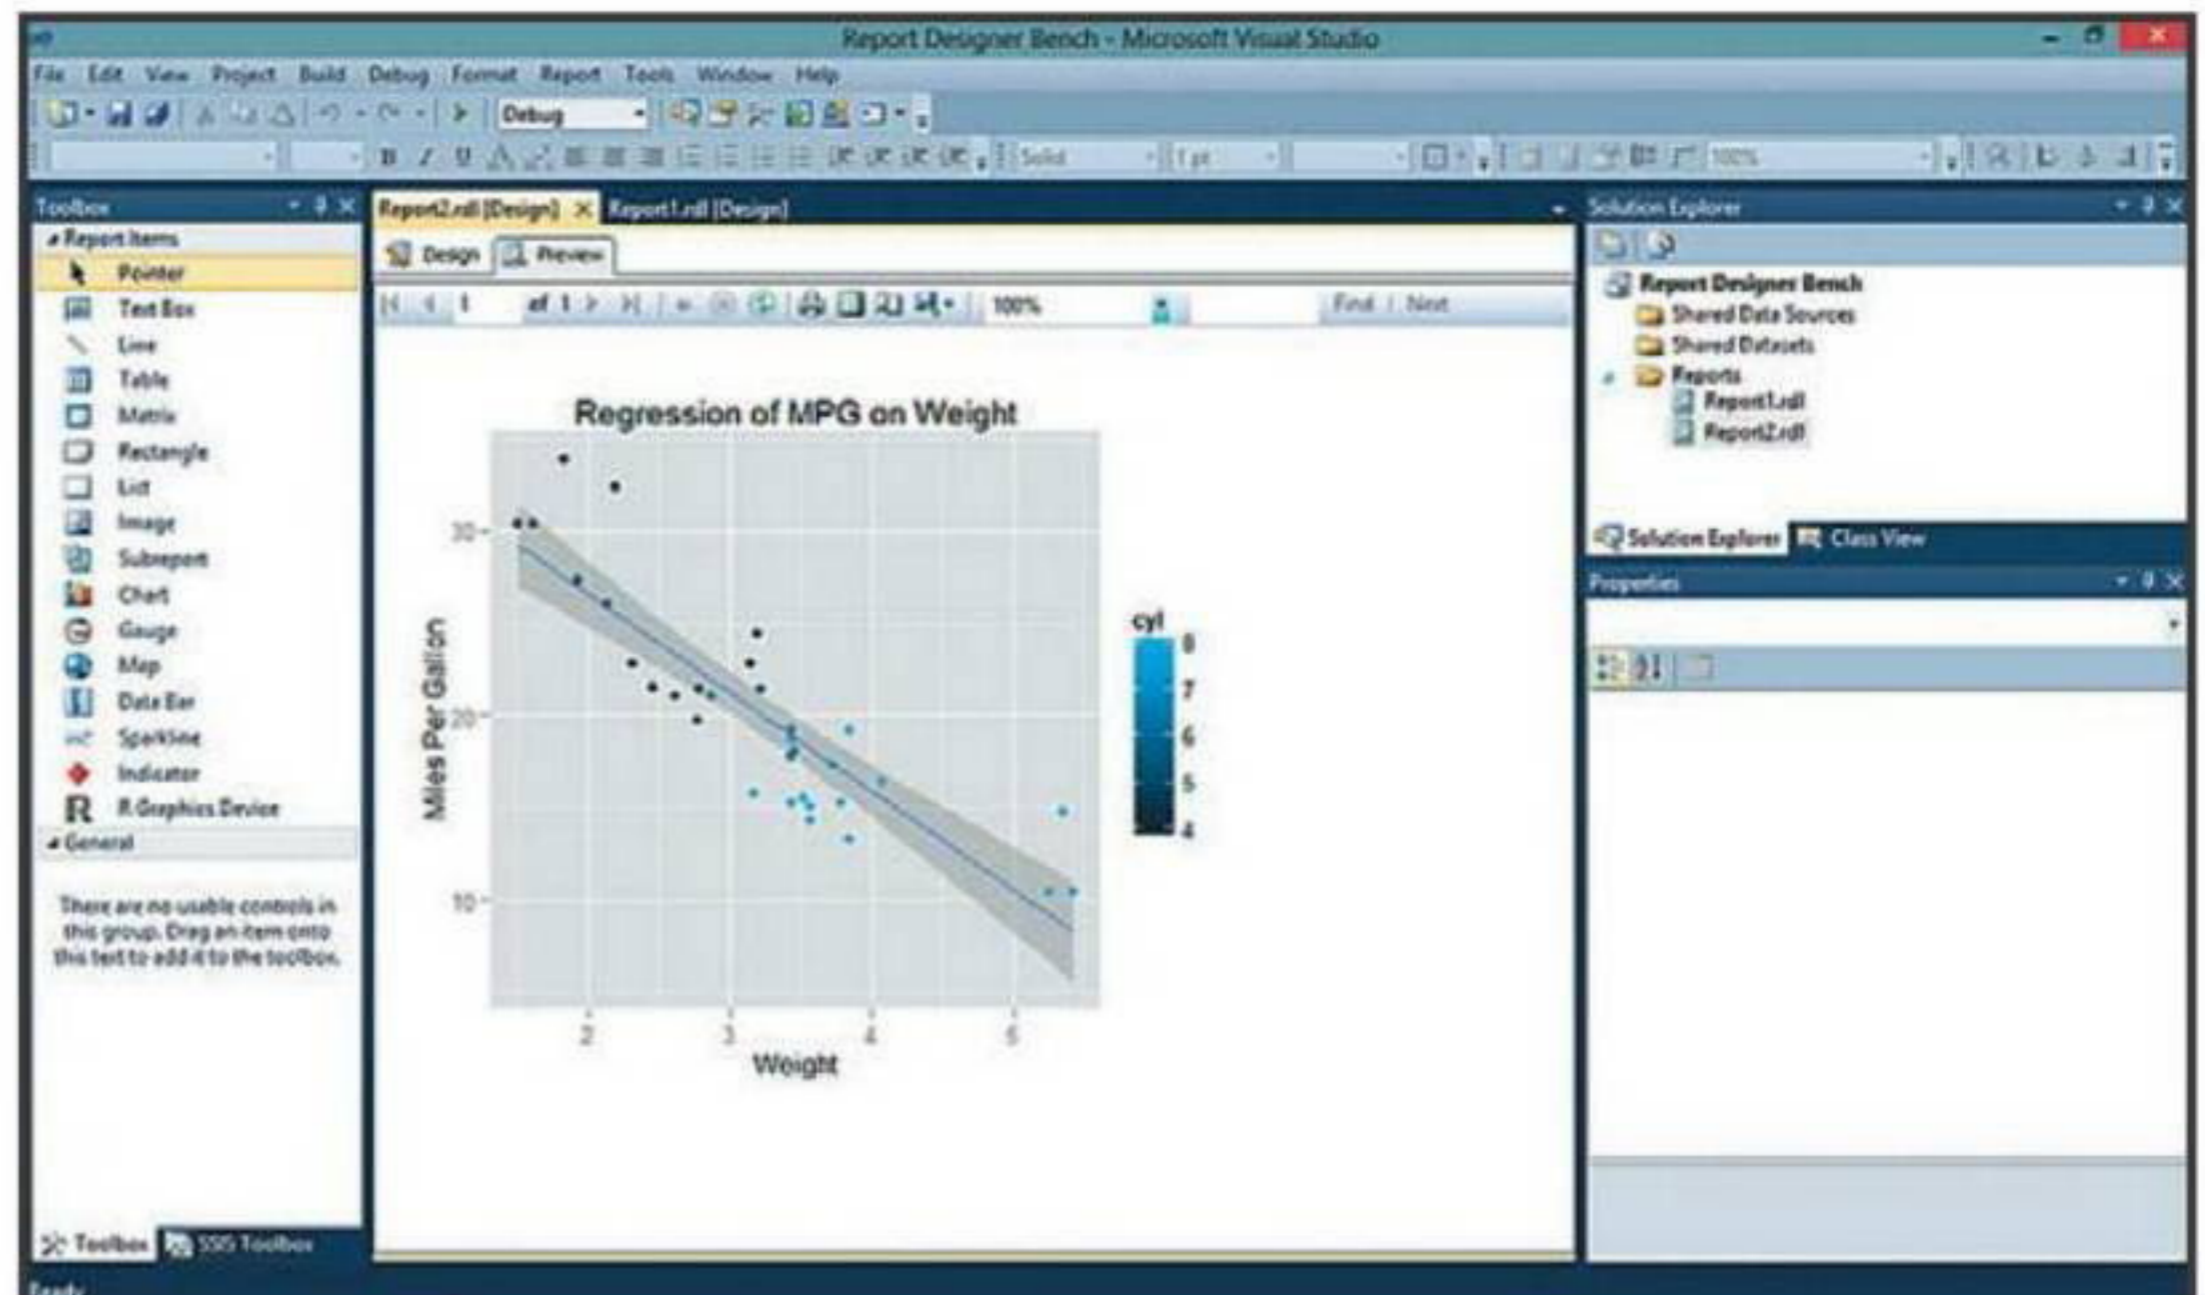 Report Designer Bench - Microsoft Visual Studio
File Edit View Project Build Debug Format Report Tools Window Help
Debug
B I U Solid 1 pt 100%
Toolbox
Report Items
Pointer
Text Box
Line
Table
Matrix
Rectangle
List
Image
Subreport
Chart
Gauge
Map
Data Bar
Sparkline
Indicator
R R Graphics Device
General
There are no usable controls in
this group. Drag an item onto
this text to add it to the toolbox.
Toolbox SSIS Toolbox
Report2.rdl [Design] Report1.rdl [Design]
Design Preview
1 of 1 100% Find | Next
Regression of MPG on Weight
Miles Per Gallon
30
20
10
2 3 4 5
Weight
cyl
8
7
6
5
4
Solution Explorer
Report Designer Bench
Shared Data Sources
Shared Datasets
Reports
Report1.rdl
Report2.rdl
Solution Explorer Class View
Properties
Ready